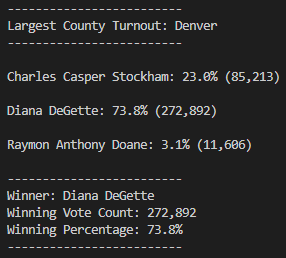 -------------------------
Largest County Turnout: Denver
-------------------------
Charles Casper Stockham: 23.0% (85,213)
Diana DeGette: 73.8% (272,892)
Raymon Anthony Doane: 3.1% (11,606)
-------------------------
Winner: Diana DeGette
Winning Vote Count: 272,892
Winning Percentage: 73.8%
-------------------------